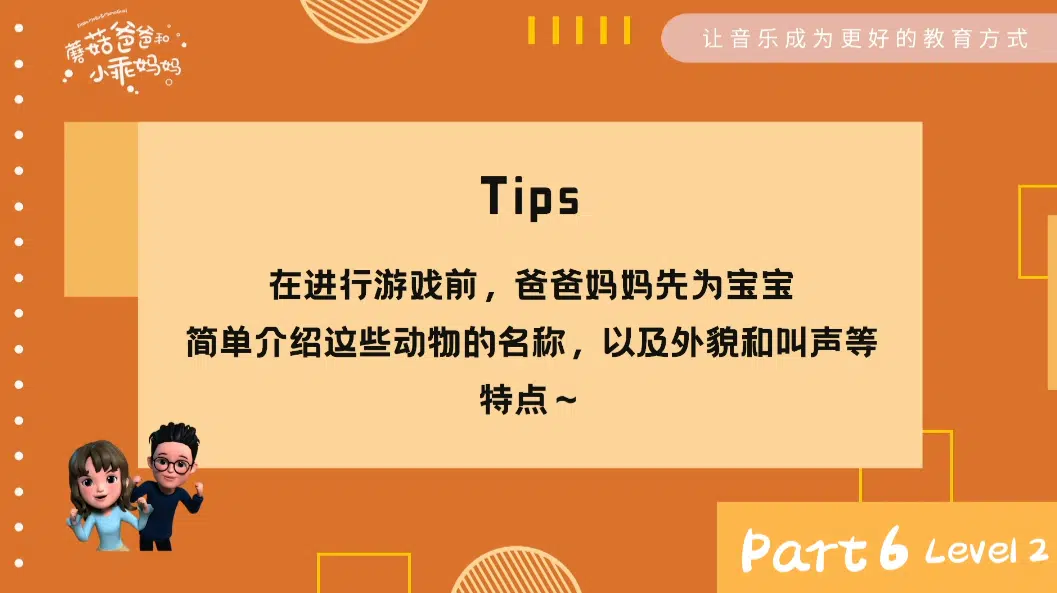 蘑菇爸爸和
小乖妈妈
让音乐成为更好的教育方式
Tips
在进行游戏前，爸爸妈妈先为宝宝
简单介绍这些动物的名称，以及外貌和叫声等
特点～
Part 6 Level 2